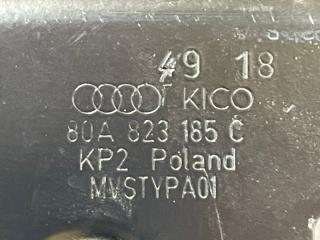 49 18
KICO
80A 823 185 C
KP2 Poland
MVSTYPA01